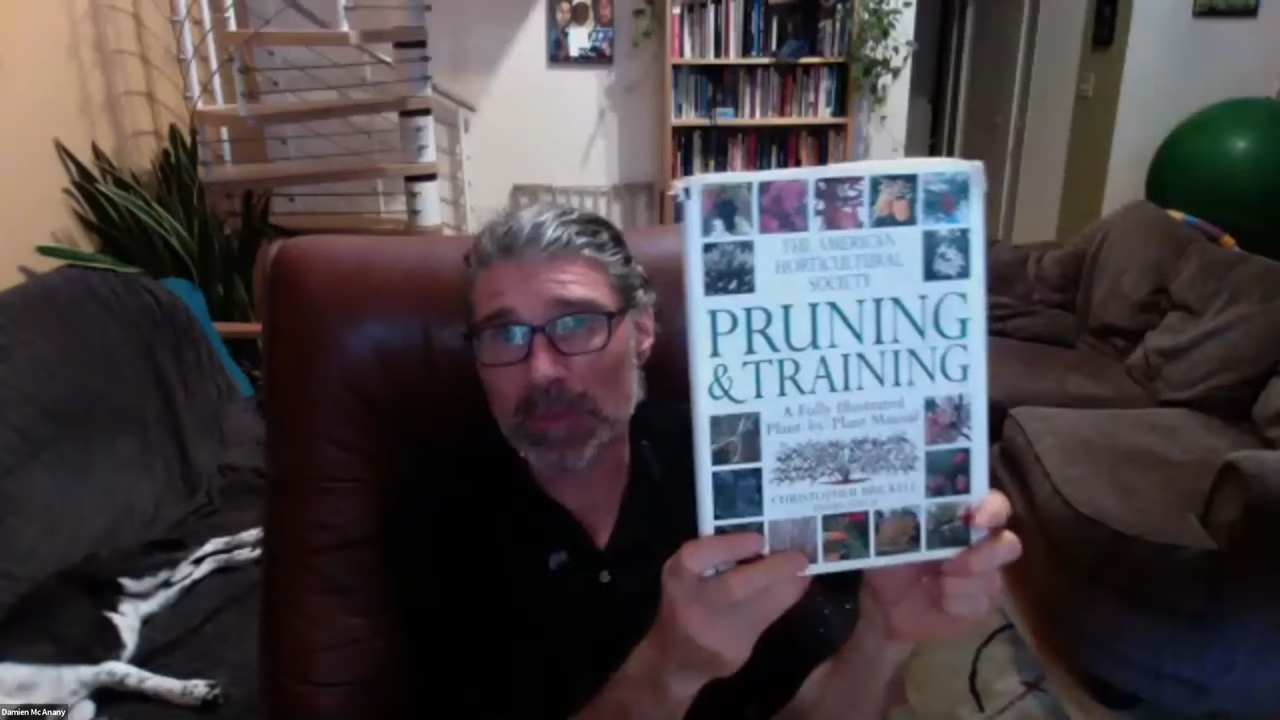 THE AMERICAN
HORTICULTURAL
SOCIETY
PRUNING
& TRAINING
A Fully Illustrated
Plant-by-Plant Manual
CHRISTOPHER BRICKELL
Damien McAnany